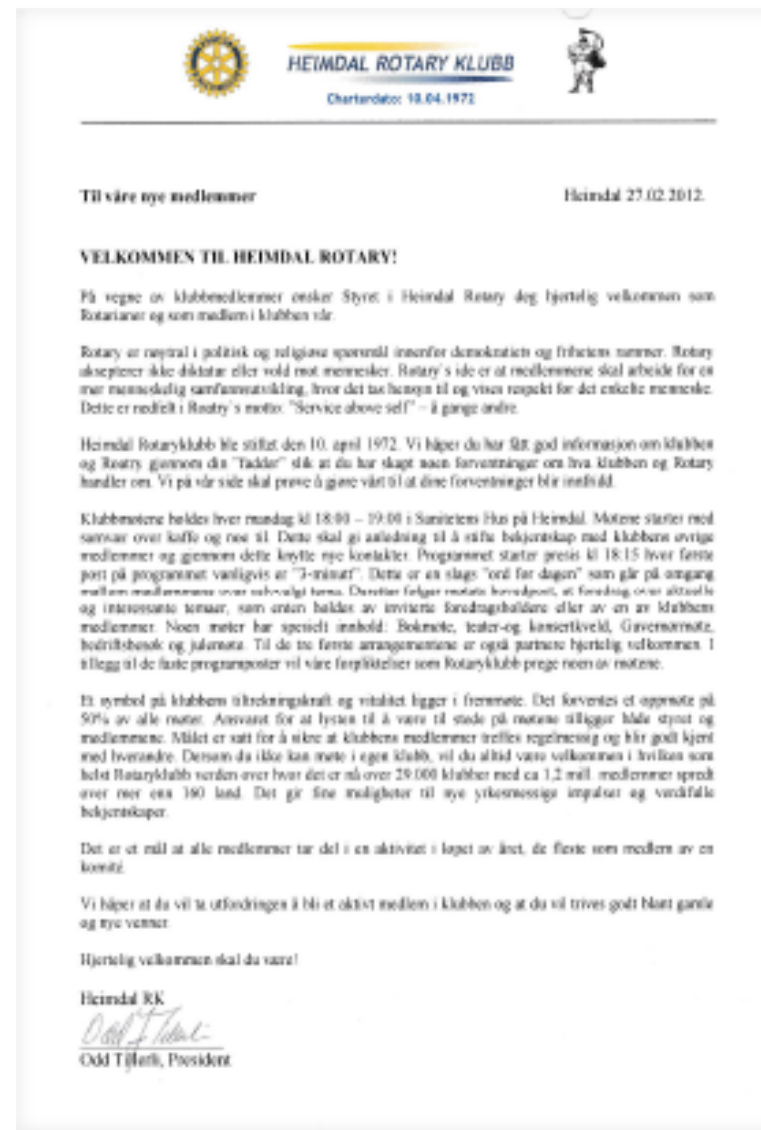 HEIMDAL ROTARY KLUBB
Charterdato: 10.04.1972
Til våre nye medlemmer Heimdal 27.02.2012.
VELKOMMEN TIL HEIMDAL ROTARY!
På vegne av klubbmedlemmer ønsker Styret i Heimdal Rotary deg hjertelig velkommen som
Rotarianer og som medlem i klubben vår.
Rotary er nøytral i politisk og religiøse spørsmål innenfor demokratiets og frihetens rammer. Rotary
aksepterer ikke diktatur eller vold mot mennesker. Rotary`s ide er at medlemmene skal arbeide for en
mer menneskelig samfunnsutvikling, hvor det tas hensyn til og vises respekt for det enkelte menneske.
Dette er nedfelt i Roatry`s motto: "Service above self" – å gange andre.
Heimdal Rotaryklubb ble stiftet den 10. april 1972. Vi håper du har fått god informasjon om klubben
og Roatry gjennom din "fadder" slik at du har skapt noen forventninger om hva klubben og Rotary
handler om. Vi på vår side skal prøve å gjøre vårt til at dine forventninger blir innfridd.
Klubbmøtene holdes hver mandag kl 18:00 – 19:00 i Sanitetens Hus på Heimdal. Møtene starter med
samvær over kaffe og noe til. Dette skal gi anledning til å stifte bekjentskap med klubbens øvrige
medlemmer og gjennom dette knytte nye kontakter. Programmet starter presis kl 18:15 hvor første
post på programmet vanligvis er "3-minutt". Dette er en slags "ord for dagen" som går på omgang
mellom medlemmene over selvvalgt tema. Deretter følger møtets hovedpost, et foredrag over aktuelle
og interessante temaer, som enten holdes av inviterte foredragsholdere eller av en av klubbens
medlemmer. Noen møter har spesielt innhold: Bokmøte, teater-og konsertkveld, Guvernørmøte,
bedriftsbesøk og julemøte. Til de tre første arrangementene er også partnere hjertelig velkommen. I
tillegg til de faste programposter vil våre forpliktelser som Rotaryklubb prege noen av møtene.
Et symbol på klubbens tiltrekningskraft og vitalitet ligger i fremmøte. Det forventes et oppmøte på
50% av alle møter. Ansvaret for at lysten til å være til stede på møtene tilligger både styret og
medlemmene. Målet er satt for å sikre at klubbens medlemmer treffes regelmessig og blir godt kjent
med hverandre. Dersom du ikke kan møte i egen klubb, vil du alltid være velkommen i hvilken som
helst Rotaryklubb verden over hvor det er nå over 29.000 klubber med ca 1,2 mill. medlemmer spredt
over mer enn 160 land. Det gir fine muligheter til nye yrkesmessige impulser og verdifulle
bekjentskaper.
Det er et mål at alle medlemmer tar del i en aktivitet i løpet av året, de fleste som medlem av en
komité.
Vi håper at du vil ta utfordringen å bli et aktivt medlem i klubben og at du vil trives godt blant gamle
og nye venner.
Hjertelig velkommen skal du være!
Heimdal RK
Odd Tillerli, President